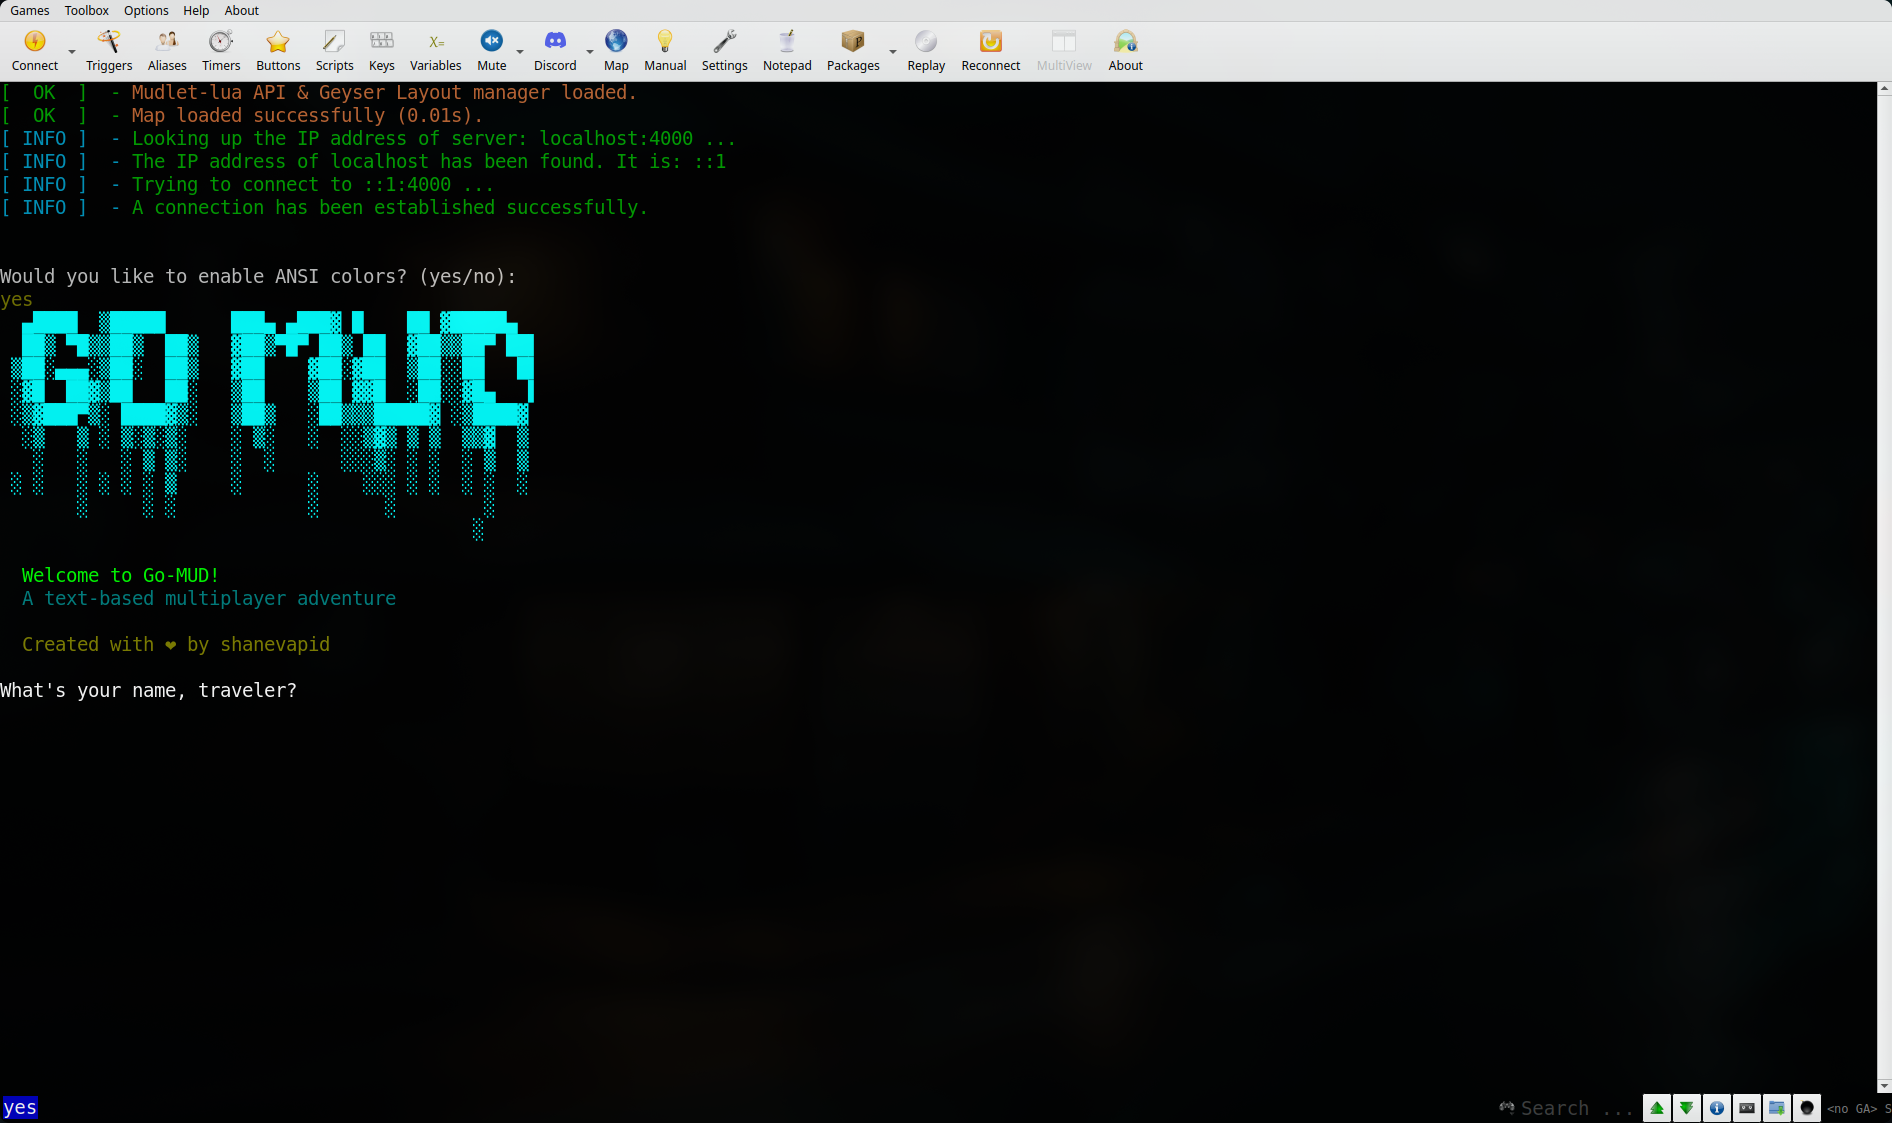 Games Toolbox Options Help About
Connect Triggers Aliases Timers Buttons Scripts Keys Variables Mute Discord Map Manual Settings Notepad Packages Replay Reconnect MultiView About
[  OK  ]  - Mudlet-lua API & Geyser Layout manager loaded.
[  OK  ]  - Map loaded successfully (0.01s).
[ INFO ]  - Looking up the IP address of server: localhost:4000 ...
[ INFO ]  - The IP address of localhost has been found. It is: ::1
[ INFO ]  - Trying to connect to ::1:4000 ...
[ INFO ]  - A connection has been established successfully.
Would you like to enable ANSI colors? (yes/no):
yes
GO MUD
Welcome to Go-MUD!
A text-based multiplayer adventure
Created with ❤ by shanevapid
What's your name, traveler?
yes
Search ...
<no GA> S